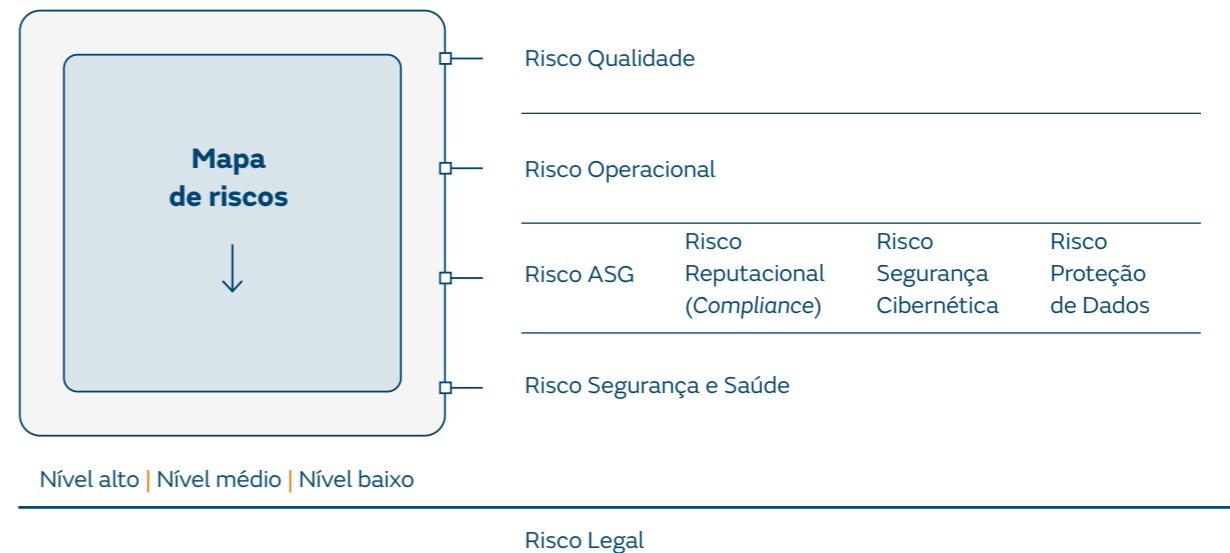 Mapa
de riscos
Risco Qualidade
Risco Operacional
Risco ASG
Risco
Reputacional
(Compliance)
Risco
Segurança
Cibernética
Risco
Proteção
de Dados
Risco Segurança e Saúde
Nível alto | Nível médio | Nível baixo
Risco Legal